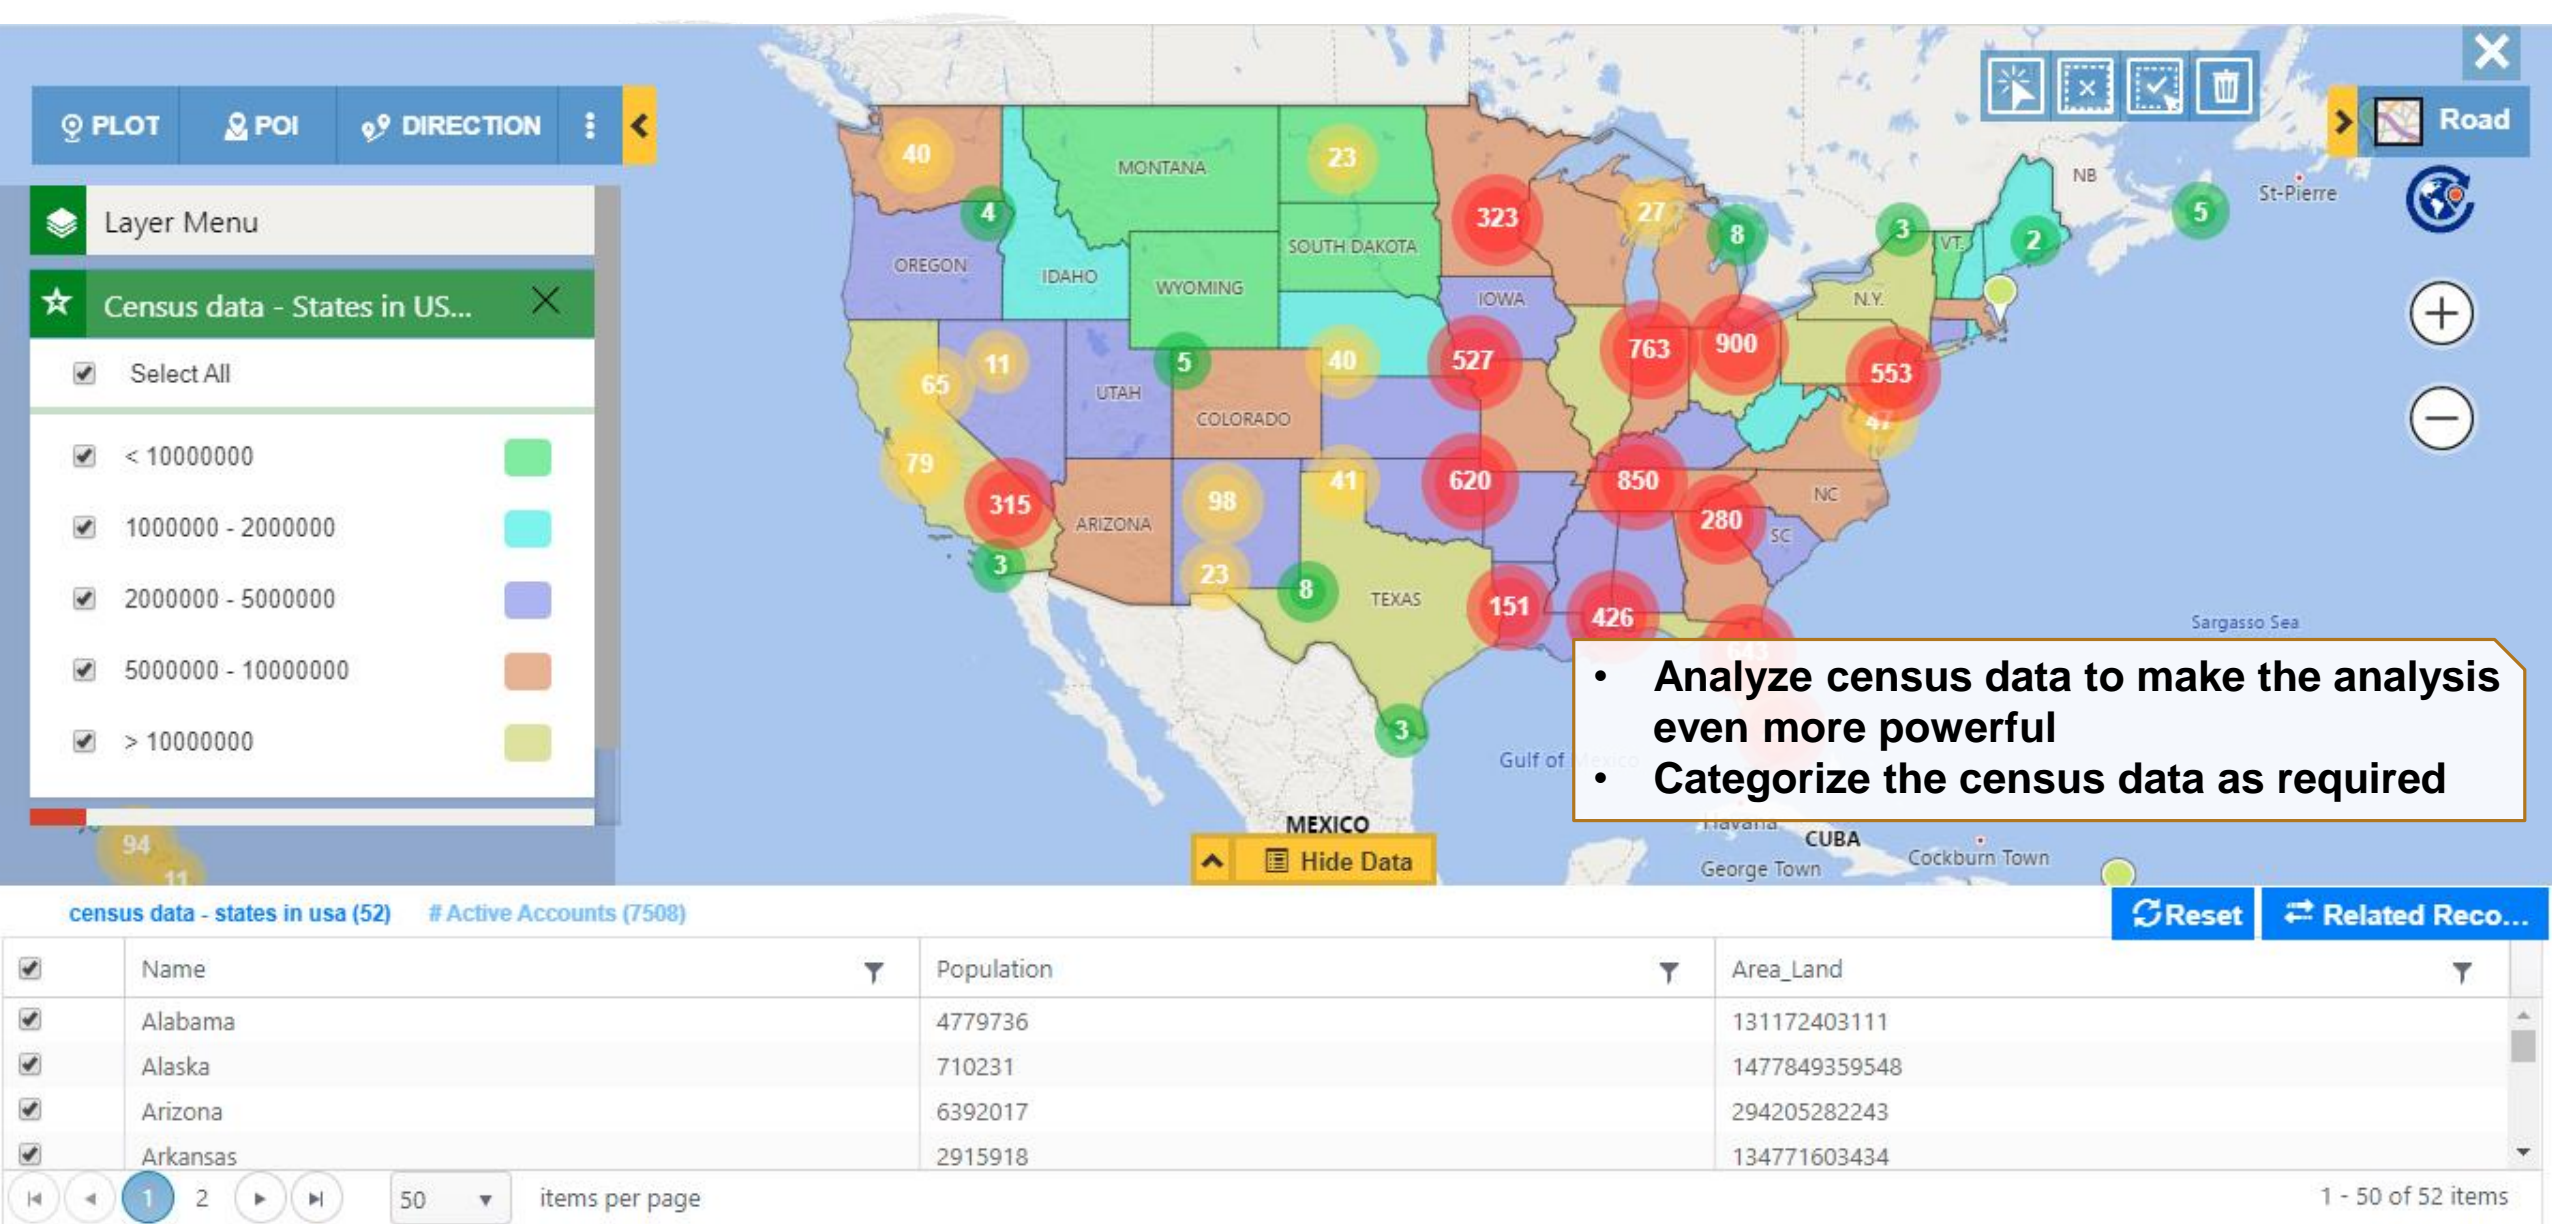 PLOT
POI
DIRECTION
Road
Layer Menu
Census data - States in US...
Select All
< 10000000
1000000 - 2000000
2000000 - 5000000
5000000 - 10000000
> 10000000
94
11
40
MONTANA
23
4
323
27
8
3
VT.
2
NB
5
St-Pierre
OREGON
IDAHO
WYOMING
SOUTH DAKOTA
IOWA
N.Y.
65
11
UTAH
5
COLORADO
40
527
763
900
553
47
79
315
ARIZONA
98
41
620
850
280
NC
SC
3
23
8
TEXAS
151
426
643
Sargasso Sea
3
Gulf of Mexico
• Analyze census data to make the analysis
even more powerful
• Categorize the census data as required
MEXICO
Havana
CUBA
George Town
Cockburn Town
Hide Data
census data - states in usa (52) # Active Accounts (7508)
Reset
Related Reco...
Name Population Area_Land
Alabama 4779736 131172403111
Alaska 710231 1477849359548
Arizona 6392017 294205282243
Arkansas 2915918 134771603434
1 2 50 items per page 1 - 50 of 52 items